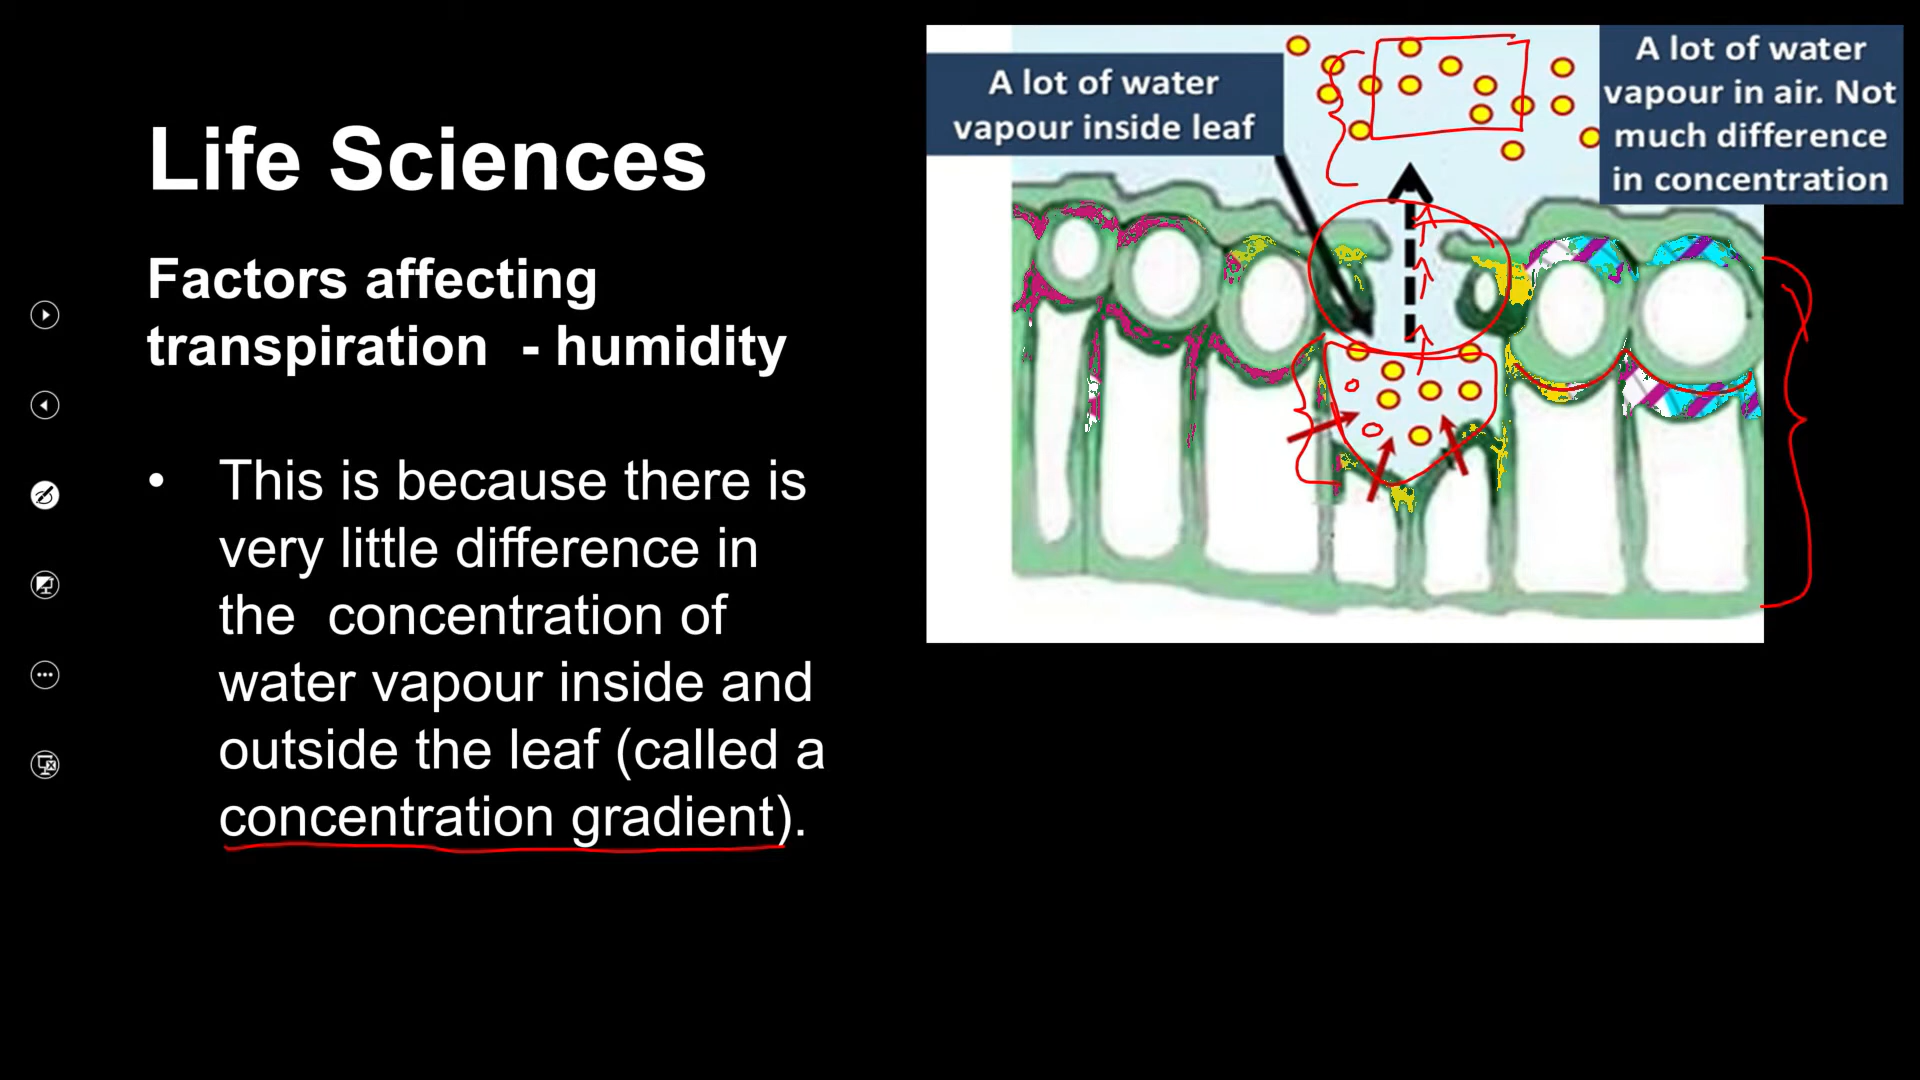 Life Sciences
Factors affecting
transpiration - humidity
• This is because there is
very little difference in
the concentration of
water vapour inside and
outside the leaf (called a
concentration gradient).
A lot of water
vapour inside leaf
A lot of water
vapour in air. Not
much difference
in concentration